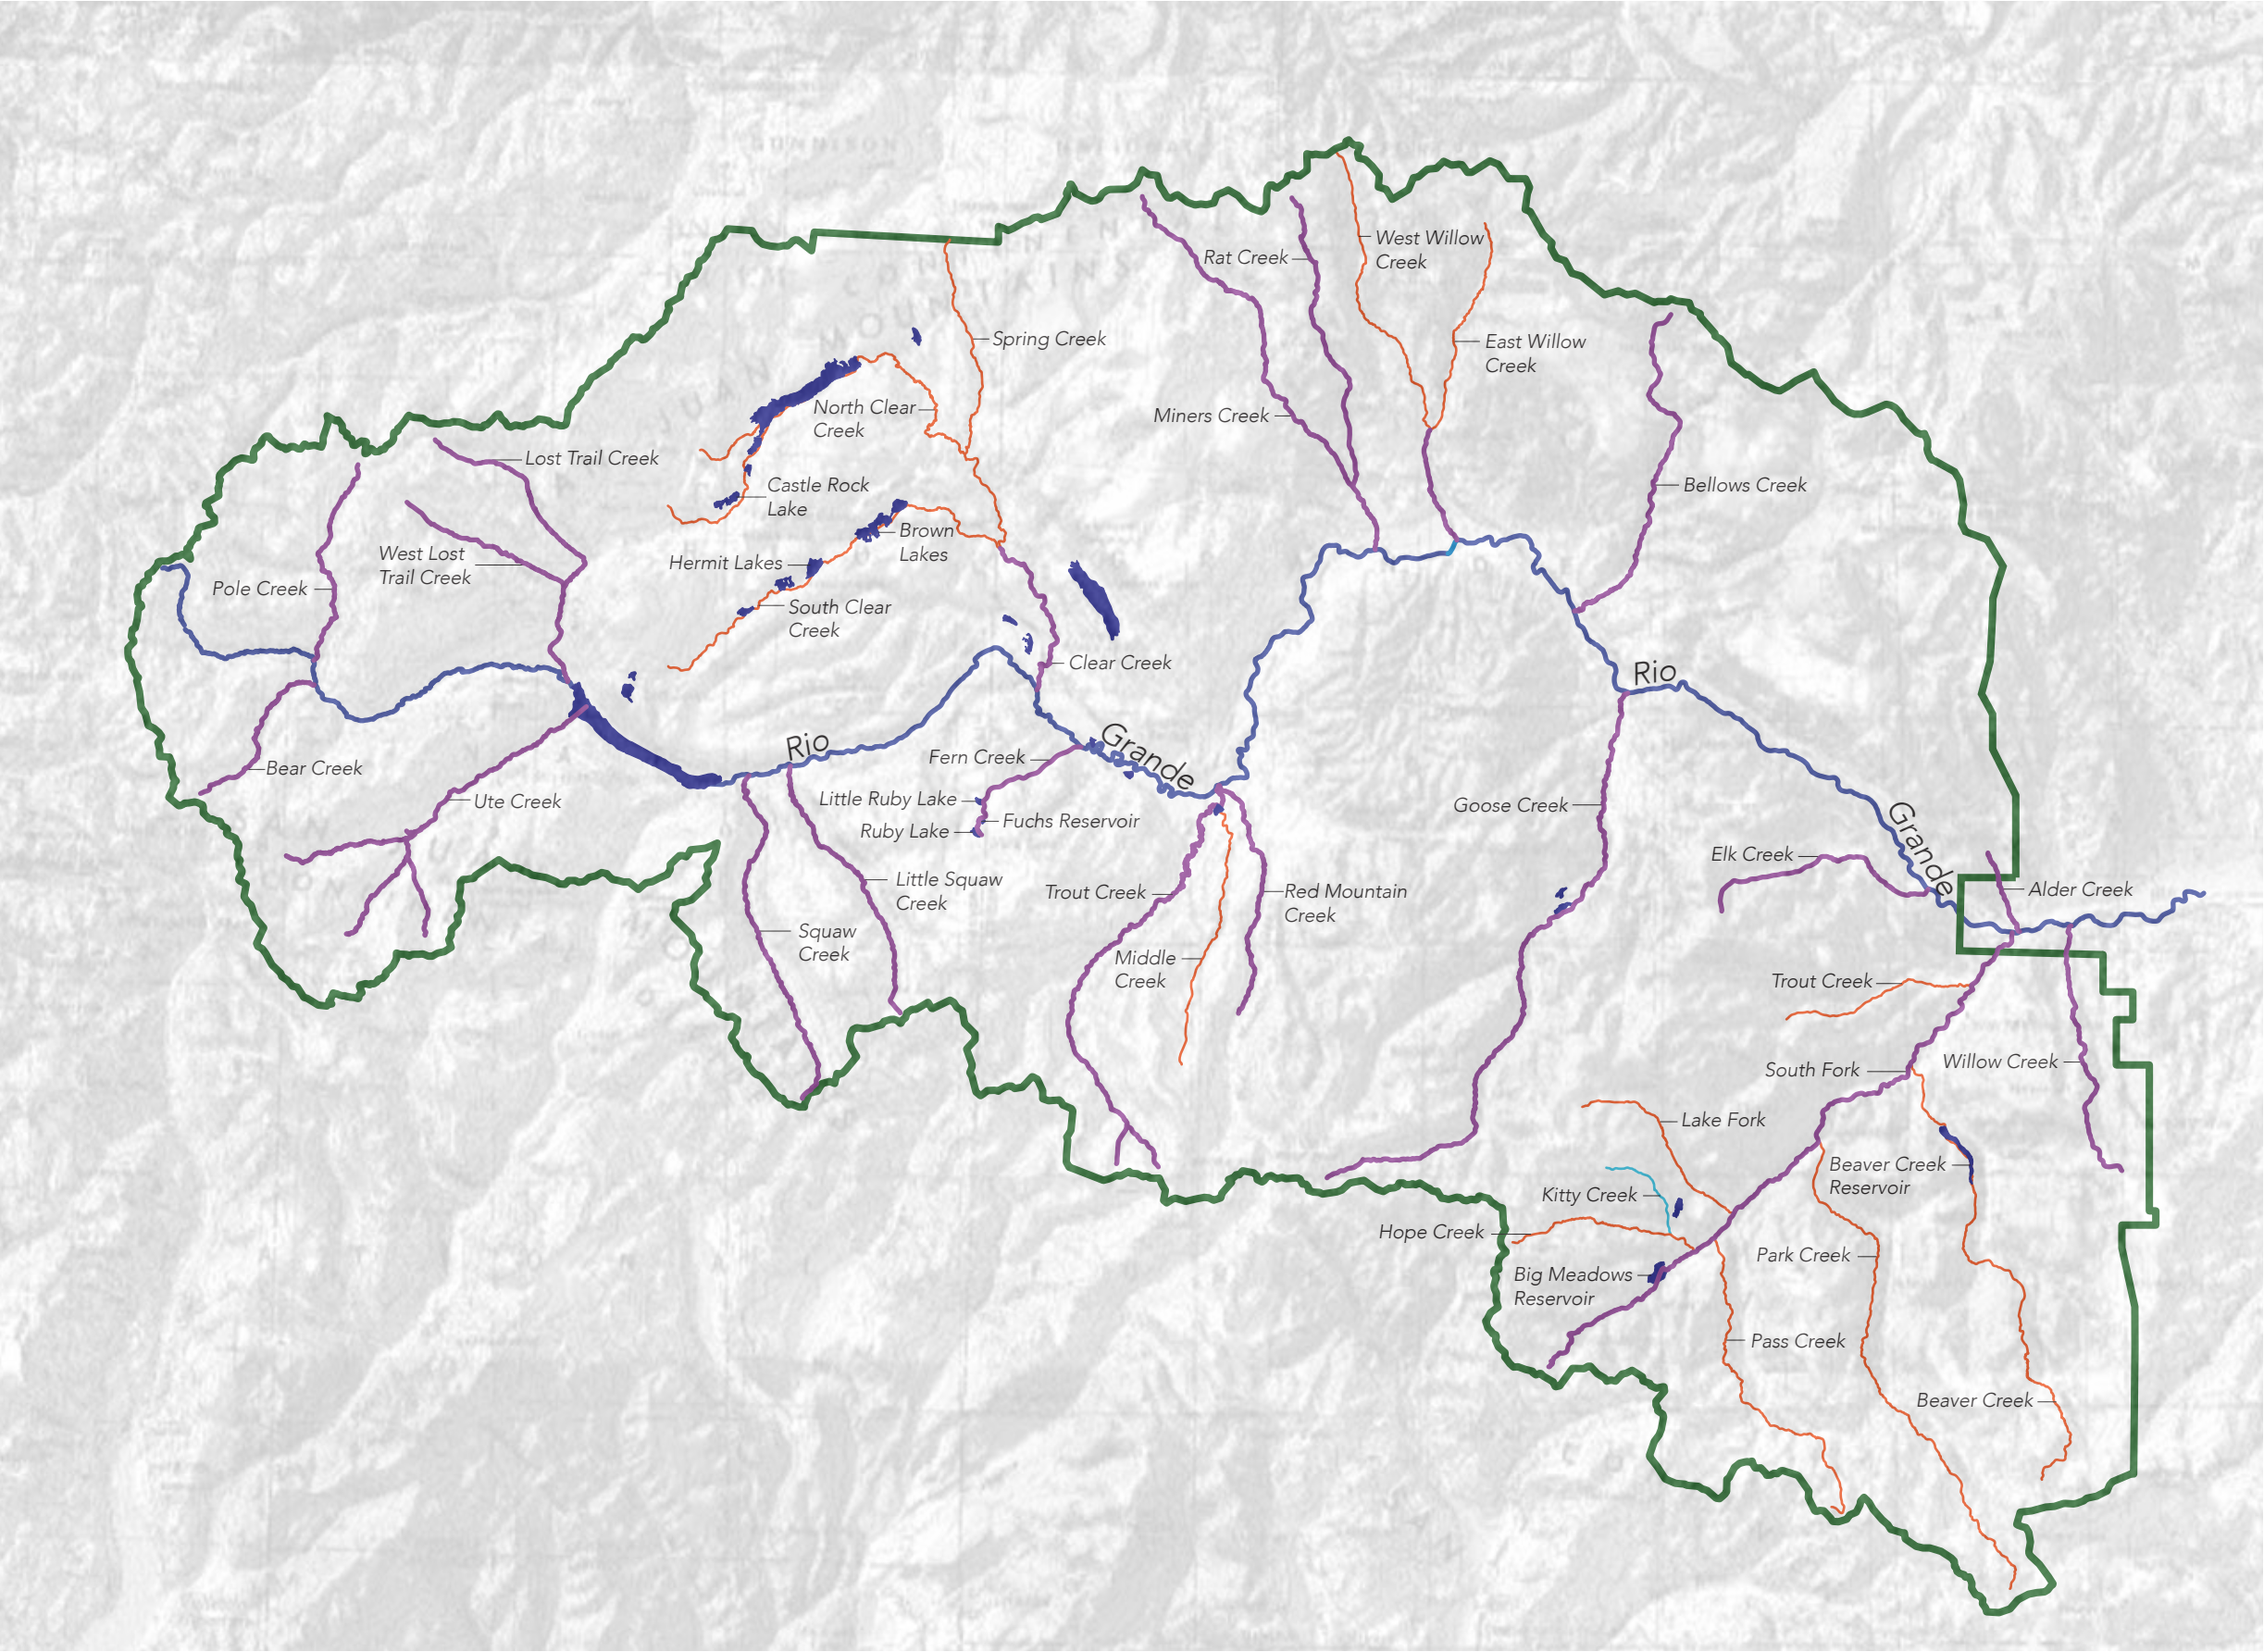 West Willow
Creek
Rat Creek
Spring Creek
East Willow
Creek
North Clear
Creek
Miners Creek
Lost Trail Creek
Castle Rock
Lake
Bellows Creek
Brown
Lakes
West Lost
Trail Creek
Hermit Lakes
Pole Creek
South Clear
Creek
Clear Creek
Rio
Rio
Grande
Fern Creek
Bear Creek
Ute Creek
Little Ruby Lake
Fuchs Reservoir
Ruby Lake
Goose Creek
Grande
Elk Creek
Little Squaw
Creek
Trout Creek
Red Mountain
Creek
Alder Creek
Squaw
Creek
Middle
Creek
Trout Creek
South Fork
Willow Creek
Lake Fork
Beaver Creek
Reservoir
Kitty Creek
Hope Creek
Park Creek
Big Meadows
Reservoir
Pass Creek
Beaver Creek